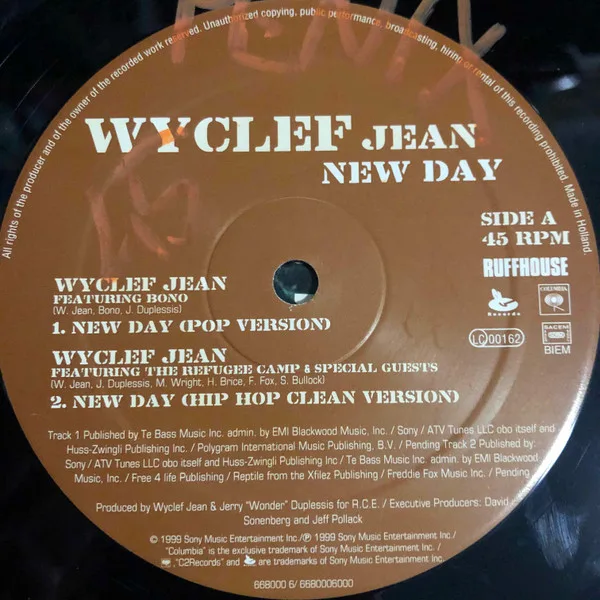 All rights of the producer and of the owner of the recorded work reserved. Unauthorized copying, public performance, broadcasting, hiring or rental of this recording prohibited. Made in Holland.
WYCLEF JEAN
NEW DAY
SIDE A
45 RPM
RUFFHOUSE
WYCLEF JEAN
FEATURING BONO
(W. Jean, Bono, J. Duplessis)
1. NEW DAY (POP VERSION)
Records
COLUMBIA
LC 00162
SACEM
BIEM
WYCLEF JEAN
FEATURING THE REFUGEE CAMP & SPECIAL GUESTS
(W. Jean, J. Duplessis, M. Wright, H. Brice, F. Fox, S. Bullock)
2. NEW DAY (HIP HOP CLEAN VERSION)
Track 1 Published by Te Bass Music Inc. admin. by EMI Blackwood Music, Inc. / Sony / ATV Tunes LLC obo itself and
Huss-Zwingli Publishing Inc. / Polygram International Music Publishing, B.V. / Pending Track 2 Published by:
Sony / ATV Tunes LLC obo itself and Huss-Zwingli Publishing Inc / Te Bass Music Inc. admin. by EMI Blackwood
Music, Inc. / Free 4 life Publishing / Reptile from the Xfilez Publishing / Freddie Fox Music Inc. / Pending
Produced by Wyclef Jean & Jerry "Wonder" Duplessis for R.C.E. / Executive Producers: David
Sonenberg and Jeff Pollack
© 1999 Sony Music Entertainment Inc./℗ 1999 Sony Music Entertainment Inc./
"Columbia" is the exclusive trademark of Sony Music Entertainment Inc./
, "C2Records" and are trademarks of Sony Music Entertainment Inc.
668000 6/ 6680006000